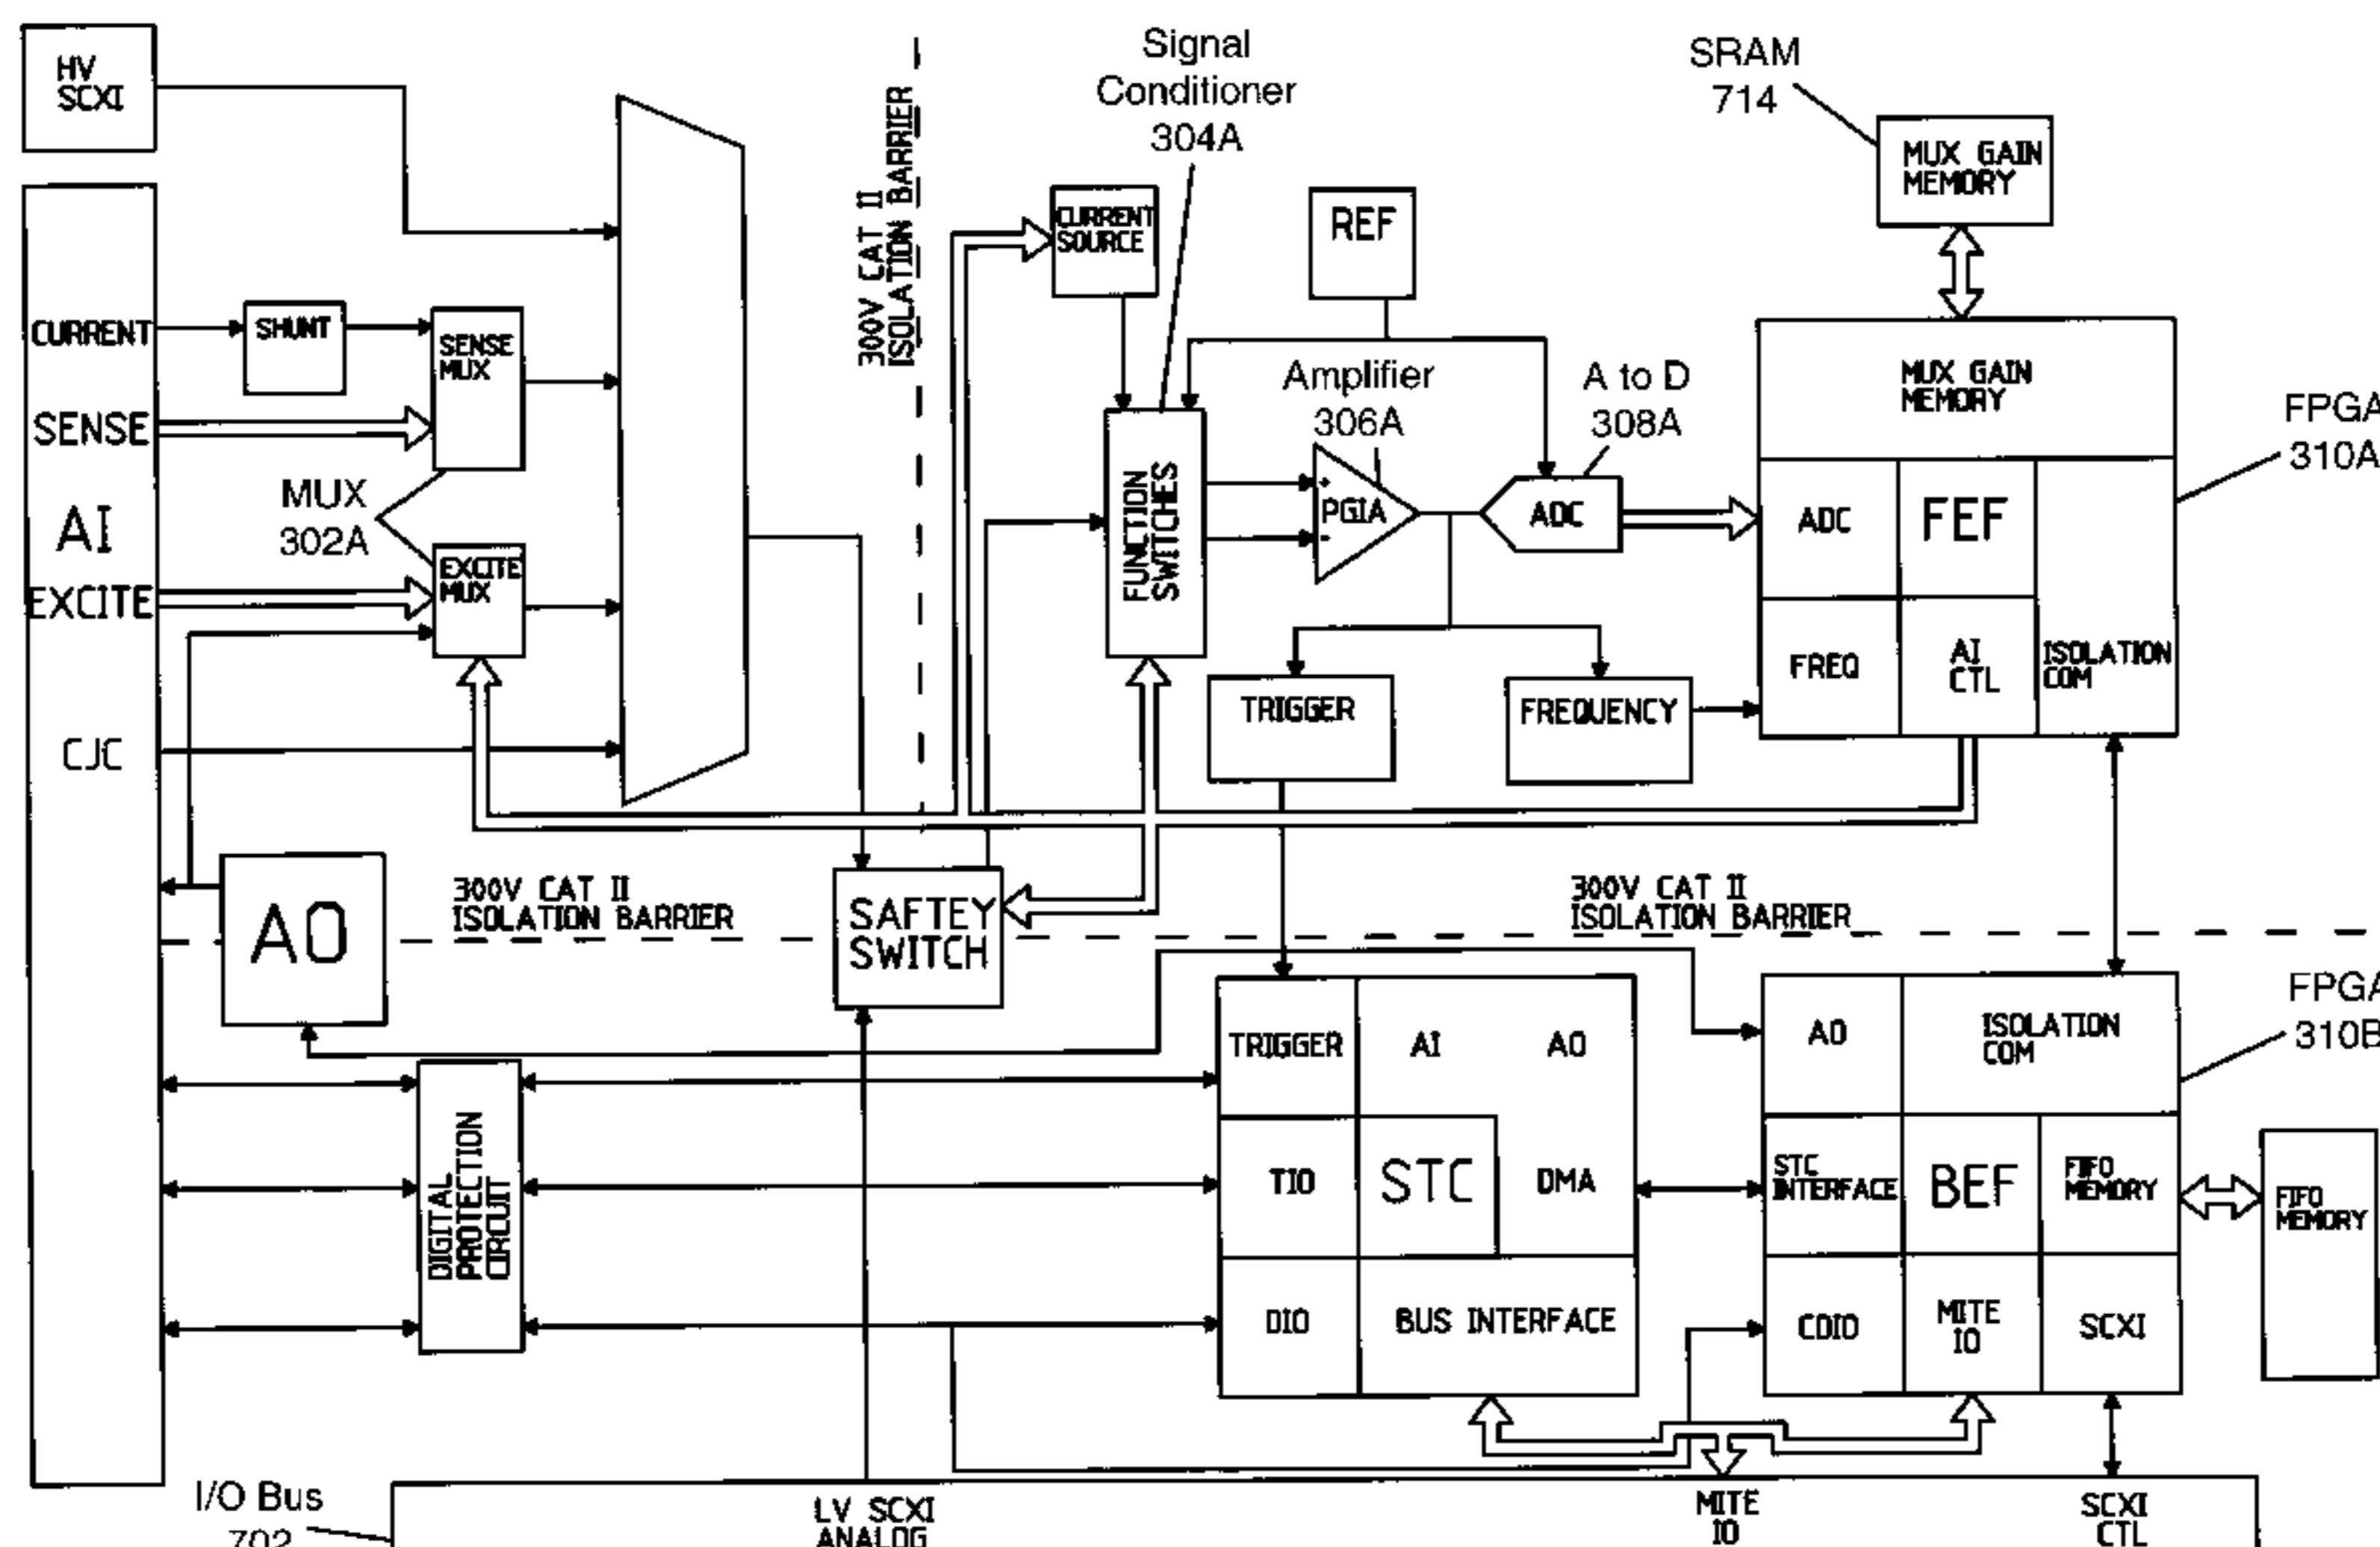 HV
SCXI
CURRENT
SENSE
AI
EXCITE
CJC
SHUNT
SENSE
MUX
MUX
302A
EXCITE
MUX
300V CAT II
ISOLATION BARRIER
Signal
Conditioner
304A
CURRENT
SOURCE
REF
SRAM
714
MUX GAIN
MEMORY
MUX GAIN
MEMORY
FPGA
310A
Amplifier
306A
A to D
308A
FUNCTION
SWITCHES
+
PGIA
-
ADC
ADC
FEF
FREQ
AI
CTL
ISOLATION
COM
TRIGGER
FREQUENCY
AO
300V CAT II
ISOLATION BARRIER
SAFTEY
SWITCH
300V CAT II
ISOLATION BARRIER
DIGITAL
PROTECTION
CIRCUIT
TRIGGER
AI
AO
TIO
STC
DMA
DIO
BUS INTERFACE
AO
ISOLATION
COM
FPGA
310B
STC
INTERFACE
BEF
FIFO
MEMORY
FIFO
MEMORY
CDIO
MITE
IO
SCXI
I/O Bus
702
LV SCXI
ANALOG
MITE
IO
SCXI
CTL